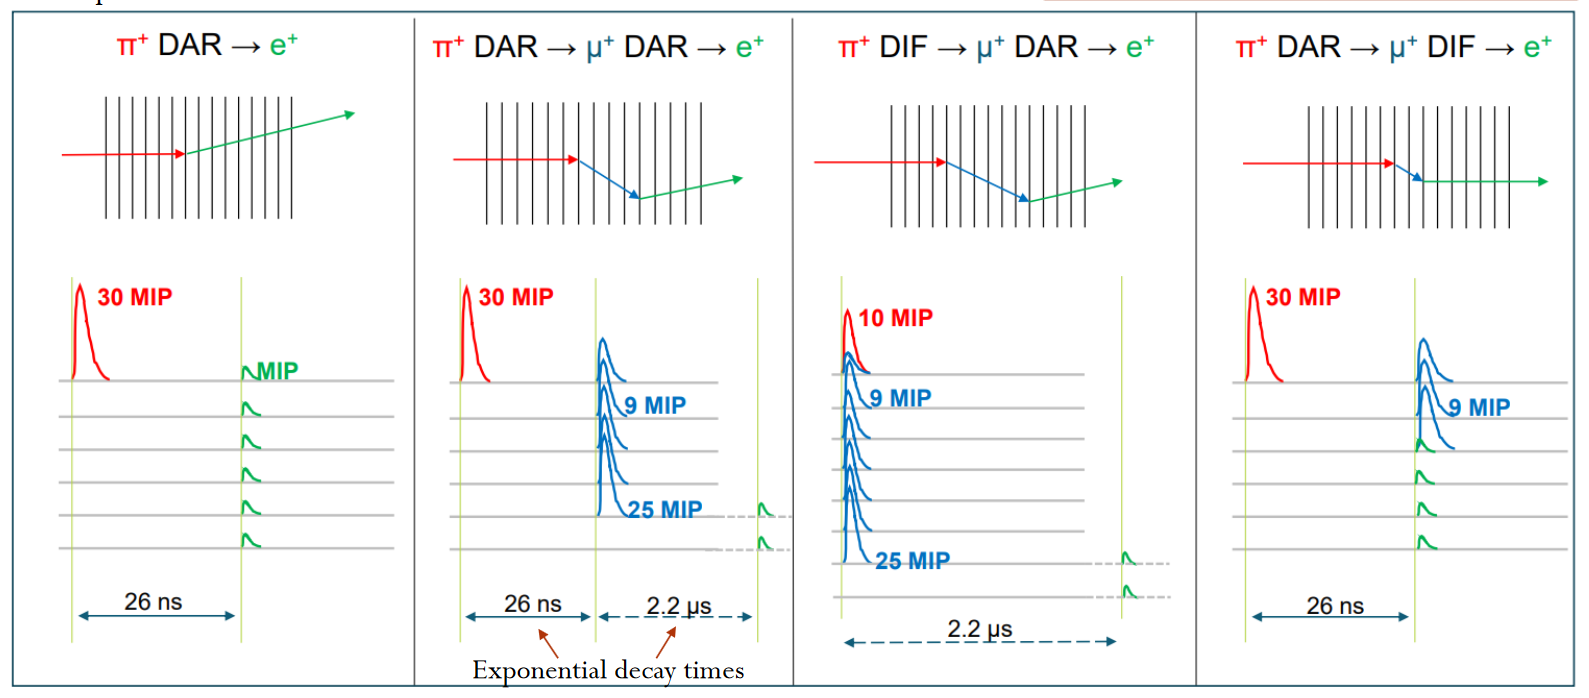 π⁺ DAR → e⁺
30 MIP
MIP
26 ns
π⁺ DAR → μ⁺ DAR → e⁺
30 MIP
9 MIP
25 MIP
26 ns
2.2 μs
Exponential decay times
π⁺ DIF → μ⁺ DAR → e⁺
10 MIP
9 MIP
25 MIP
2.2 μs
π⁺ DAR → μ⁺ DIF → e⁺
30 MIP
9 MIP
26 ns